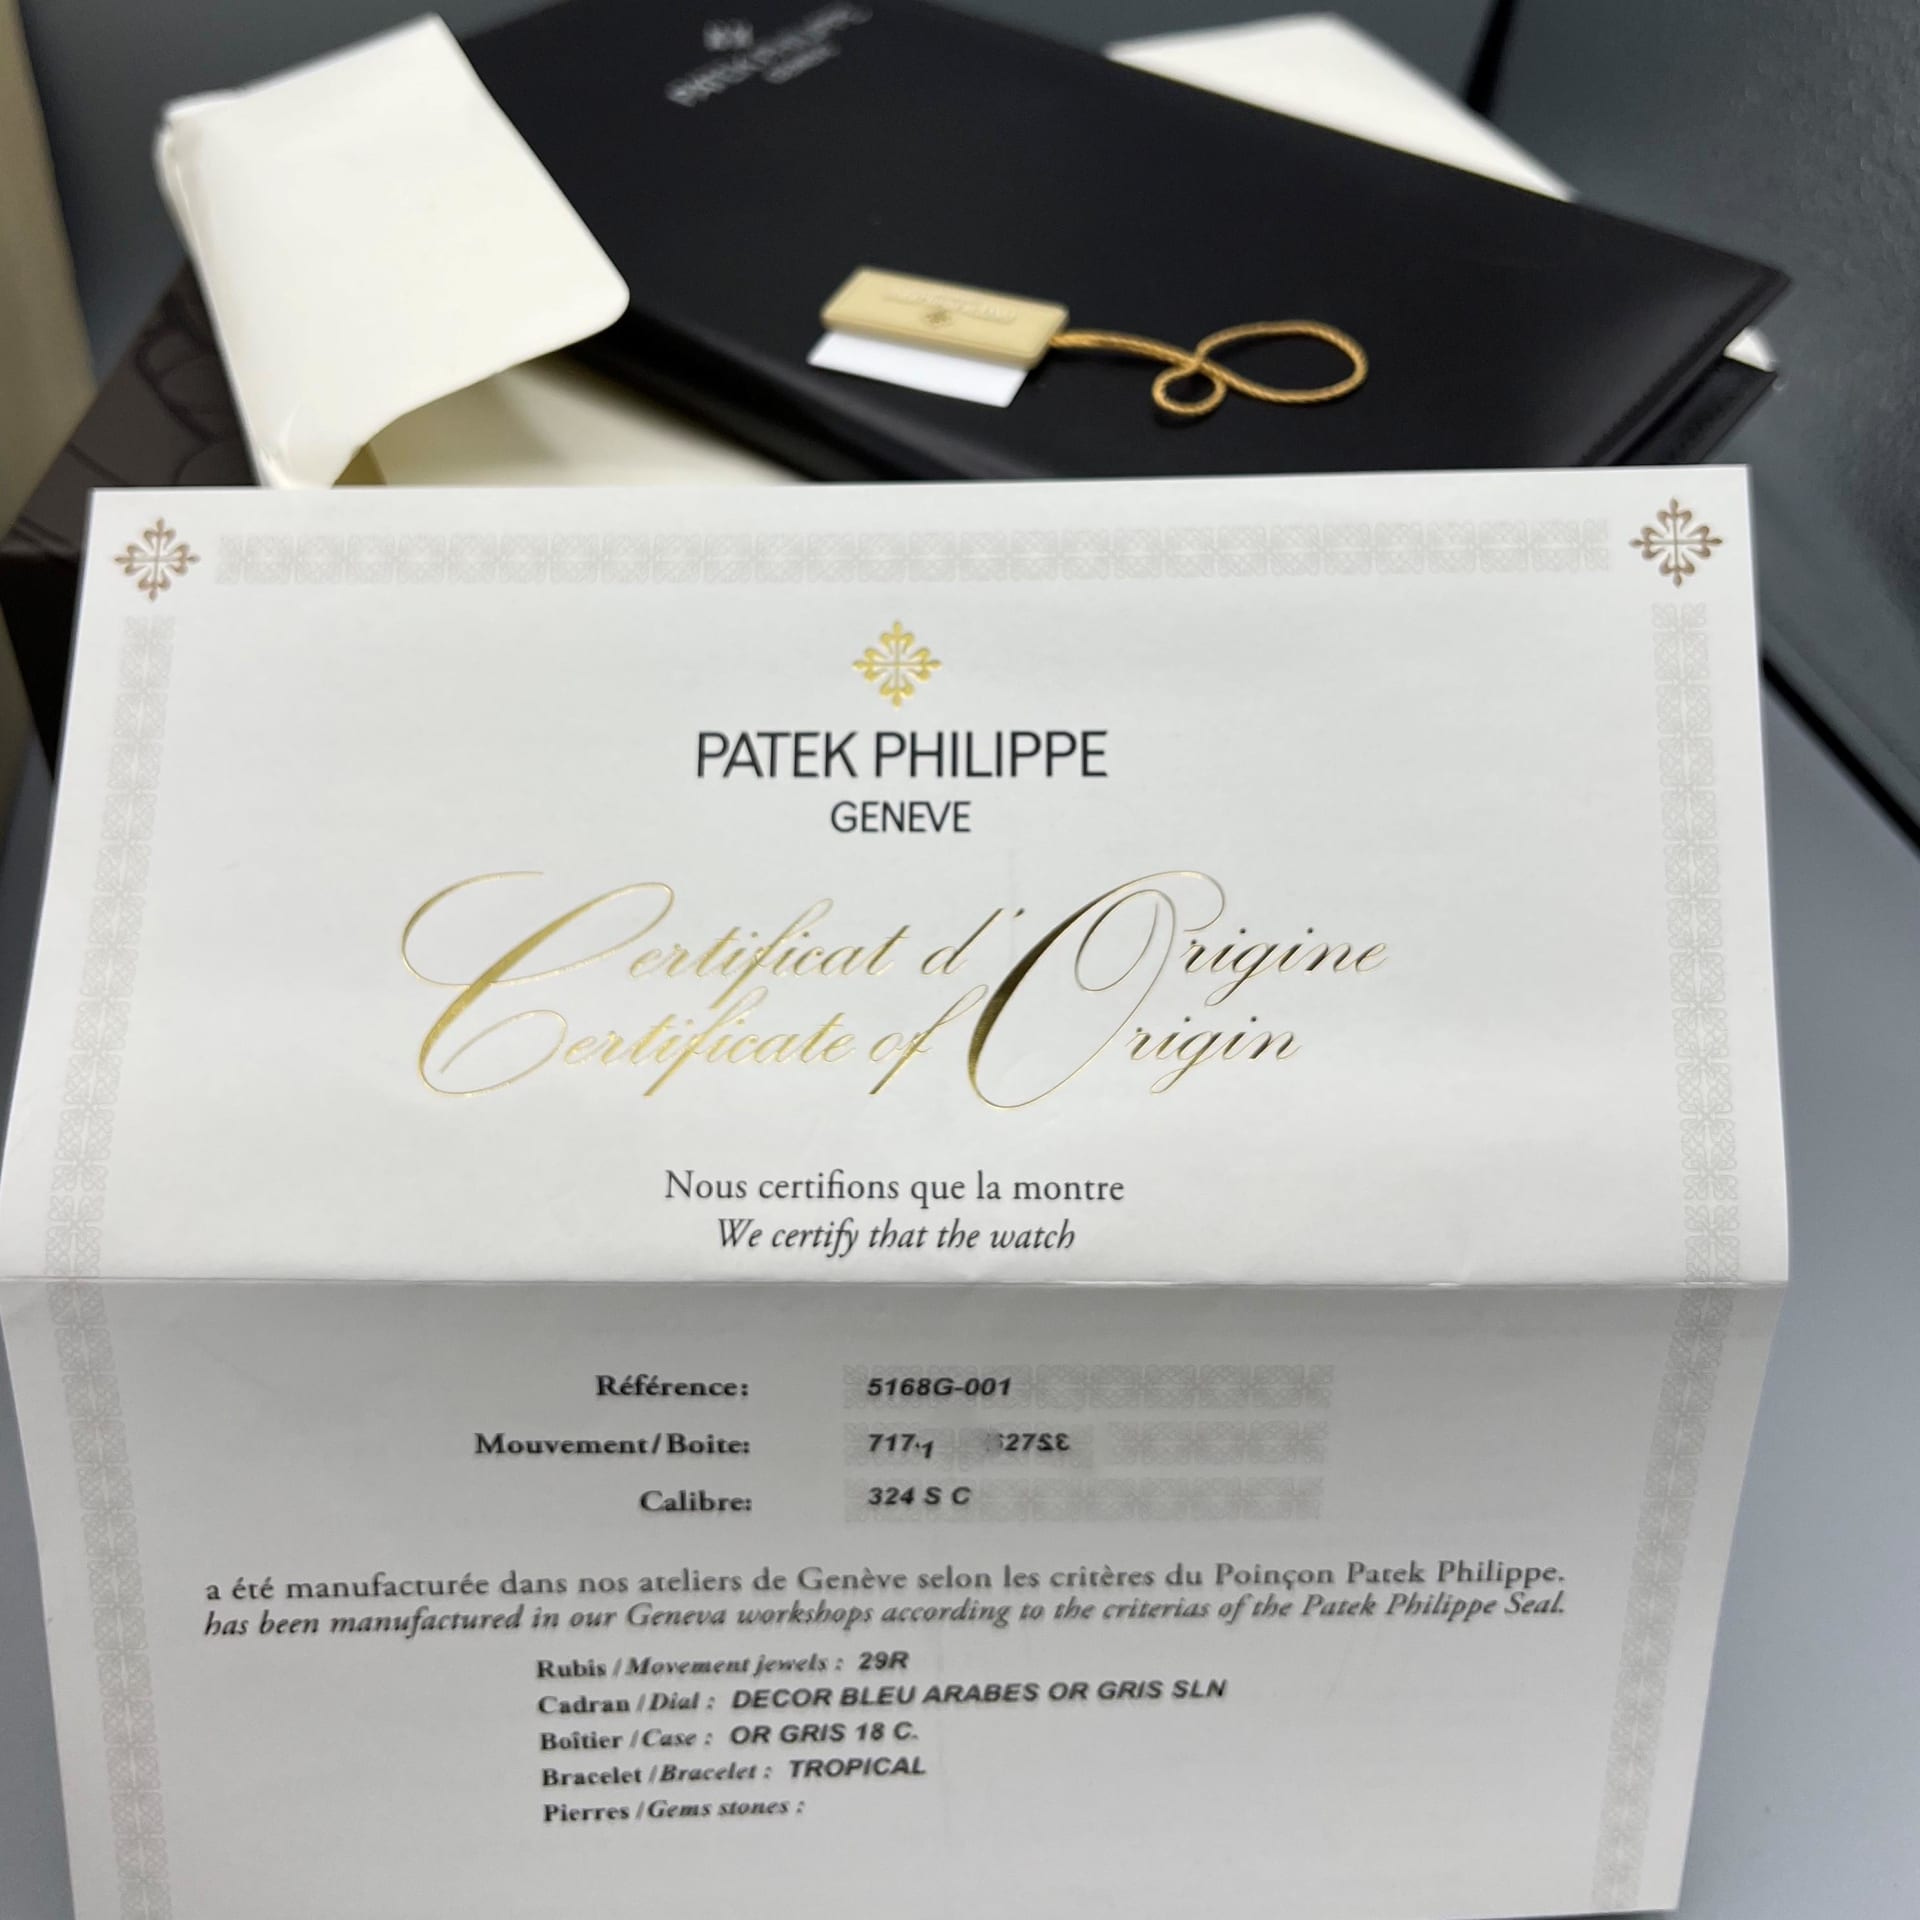 PATEK PHILIPPE
PATEK PHILIPPE
GENEVE
Certificat d'Origine
Certificate of Origin
Nous certifions que la montre
We certify that the watch
Référence: 5168G-001
Mouvement/Boite:
Calibre: 324 S C
a été manufacturée dans nos ateliers de Genève selon les critères du Poinçon Patek Philippe.
has been manufactured in our Geneva workshops according to the criterias of the Patek Philippe Seal.
Rubis / Movement jewels : 29R
Cadran / Dial : DECOR BLEU ARABES OR GRIS SLN
Boîtier / Case : OR GRIS 18 C.
Bracelet / Bracelet : TROPICAL
Pierres / Gems stones :